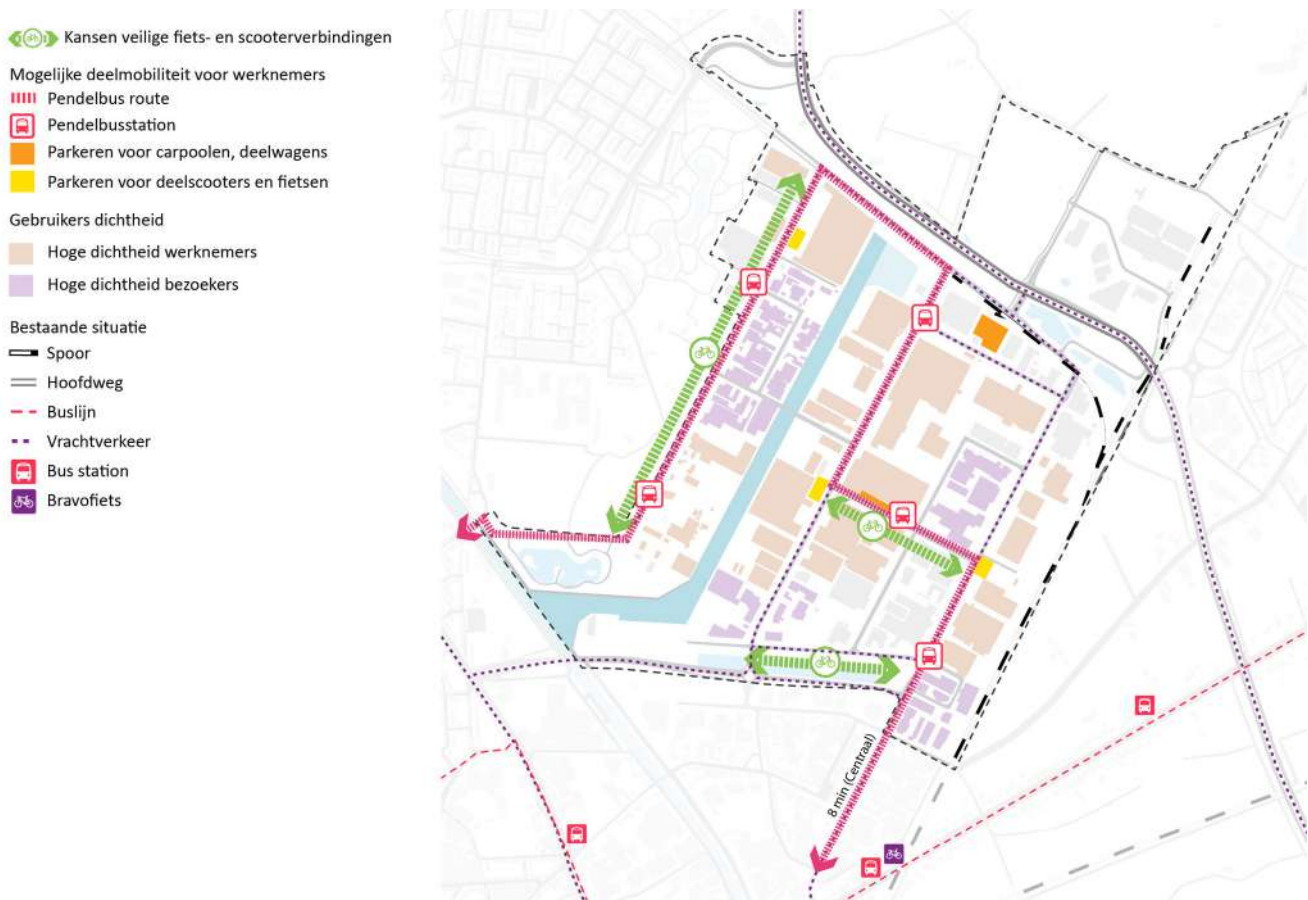 Kansen veilige fiets- en scooterverbindingen
Mogelijke deelmobiliteit voor werknemers
Pendelbus route
Pendelbusstation
Parkeren voor carpoolen, deelwagens
Parkeren voor deelscooters en fietsen
Gebruikers dichtheid
Hoge dichtheid werknemers
Hoge dichtheid bezoekers
Bestaande situatie
Spoor
Hoofdweg
Buslijn
Vrachtverkeer
Bus station
Bravofiets
8 min (Centraal)